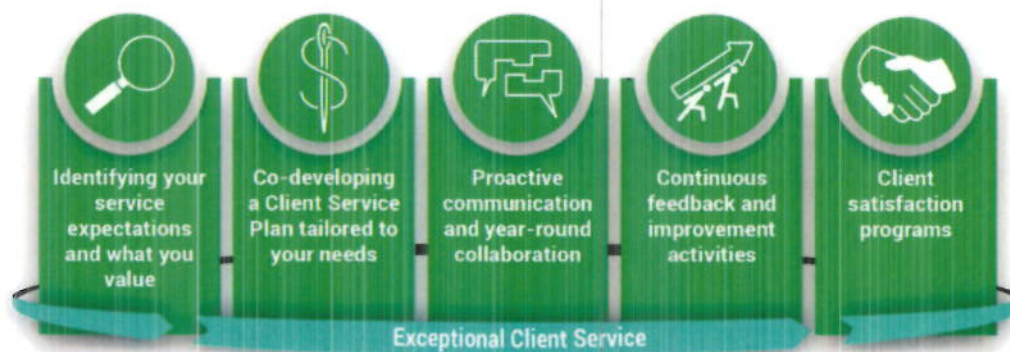 Identifying your
service
expectations
and what you
value
Co-developing
a Client Service
Plan tailored to
your needs
Proactive
communication
and year-round
collaboration
Continuous
feedback and
improvement
activities
Client
satisfaction
programs
Exceptional Client Service